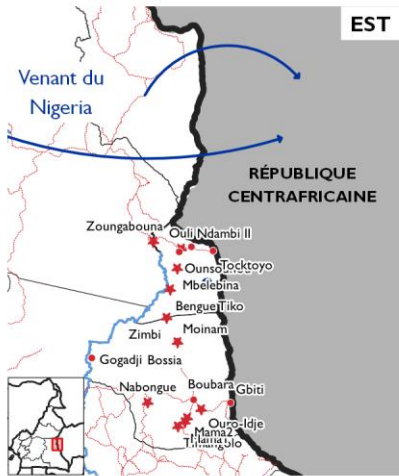 EST
Venant du
Nigeria
RÉPUBLIQUE
CENTRAFRICAINE
Zoungabouna
Ouli Ndambi II
Tocktoyo
Mbelebina
Bengue Tiko
Zimbi
Moinam
Gogadji Bossia
Nabongue
Boubara
Gbiti
Ouro-Idje
Mama2